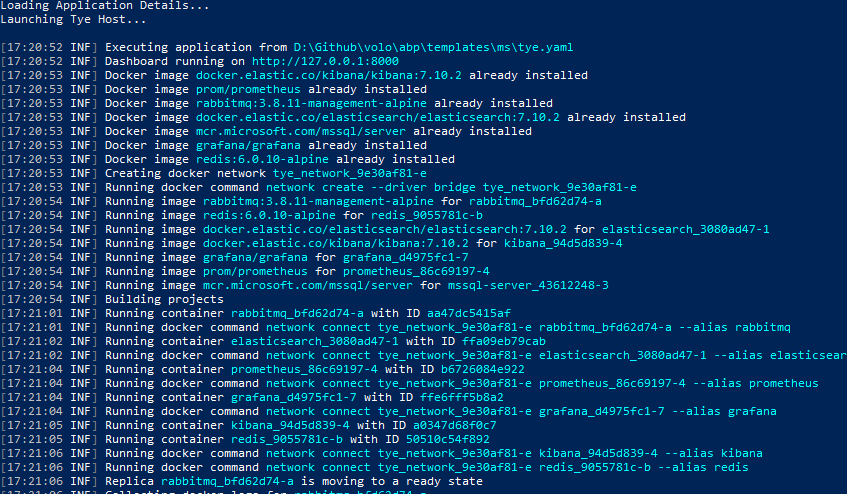 Loading Application Details...
Launching Tye Host...
[17:20:52 INF] Executing application from D:\Github\volo\abp\templates\ms\tye.yaml
[17:20:52 INF] Dashboard running on http://127.0.0.1:8000
[17:20:53 INF] Docker image docker.elastic.co/kibana/kibana:7.10.2 already installed
[17:20:53 INF] Docker image prom/prometheus already installed
[17:20:53 INF] Docker image rabbitmq:3.8.11-management-alpine already installed
[17:20:53 INF] Docker image docker.elastic.co/elasticsearch/elasticsearch:7.10.2 already installed
[17:20:53 INF] Docker image mcr.microsoft.com/mssql/server already installed
[17:20:53 INF] Docker image grafana/grafana already installed
[17:20:53 INF] Docker image redis:6.0.10-alpine already installed
[17:20:53 INF] Creating docker network tye_network_9e30af81-e
[17:20:53 INF] Running docker command network create --driver bridge tye_network_9e30af81-e
[17:20:54 INF] Running image rabbitmq:3.8.11-management-alpine for rabbitmq_bfd62d74-a
[17:20:54 INF] Running image redis:6.0.10-alpine for redis_9055781c-b
[17:20:54 INF] Running image docker.elastic.co/elasticsearch/elasticsearch:7.10.2 for elasticsearch_3080ad47-1
[17:20:54 INF] Running image docker.elastic.co/kibana/kibana:7.10.2 for kibana_94d5d839-4
[17:20:54 INF] Running image grafana/grafana for grafana_d4975fc1-7
[17:20:54 INF] Running image prom/prometheus for prometheus_86c69197-4
[17:20:54 INF] Running image mcr.microsoft.com/mssql/server for mssql-server_43612248-3
[17:20:54 INF] Building projects
[17:21:01 INF] Running container rabbitmq_bfd62d74-a with ID aa47dc5415af
[17:21:01 INF] Running docker command network connect tye_network_9e30af81-e rabbitmq_bfd62d74-a --alias rabbitmq
[17:21:02 INF] Running container elasticsearch_3080ad47-1 with ID ffa09eb79cab
[17:21:02 INF] Running docker command network connect tye_network_9e30af81-e elasticsearch_3080ad47-1 --alias elasticsear
[17:21:04 INF] Running container prometheus_86c69197-4 with ID b6726084e922
[17:21:04 INF] Running docker command network connect tye_network_9e30af81-e prometheus_86c69197-4 --alias prometheus
[17:21:04 INF] Running container grafana_d4975fc1-7 with ID ffe6fff5b8a2
[17:21:04 INF] Running docker command network connect tye_network_9e30af81-e grafana_d4975fc1-7 --alias grafana
[17:21:05 INF] Running container kibana_94d5d839-4 with ID a0347d68f0c7
[17:21:05 INF] Running container redis_9055781c-b with ID 50510c54f892
[17:21:06 INF] Running docker command network connect tye_network_9e30af81-e kibana_94d5d839-4 --alias kibana
[17:21:06 INF] Running docker command network connect tye_network_9e30af81-e redis_9055781c-b --alias redis
[17:21:06 INF] Replica rabbitmq_bfd62d74-a is moving to a ready state